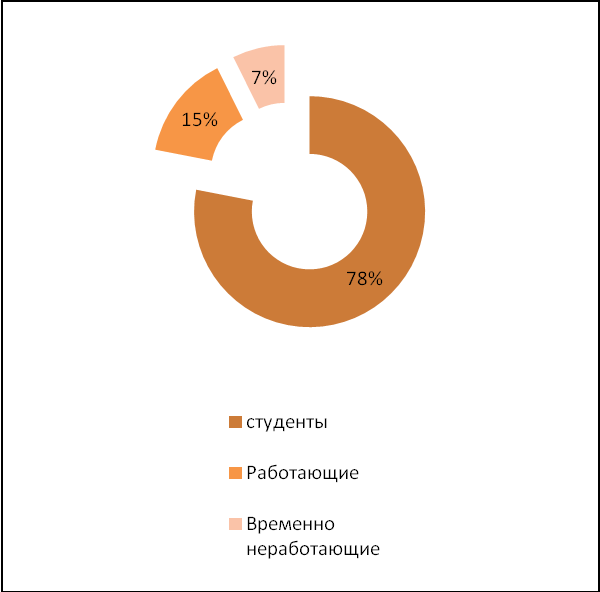 7%
15%
78%
студенты
Работающие
Временно
неработающие